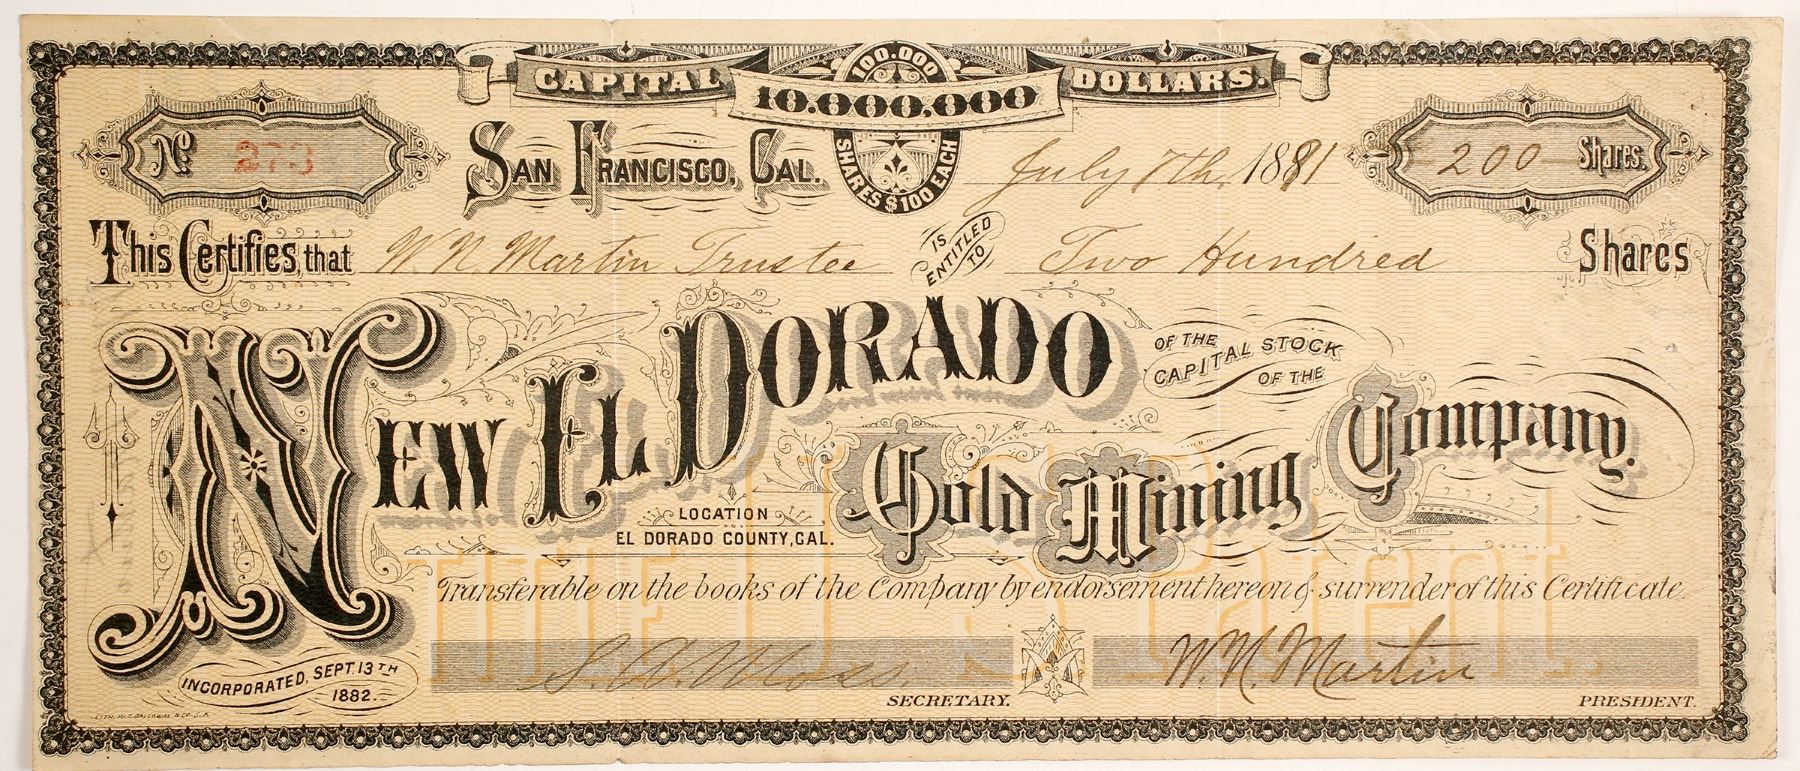 CAPITAL 10.000,000 DOLLARS.
100.000
SHARES $100 EACH
No. 273
SAN FRANCISCO, CAL. July 7th, 1881
200 Shares.
This Certifies, that W. N. Martin Trustee IS ENTITLED TO Two Hundred Shares
OF THE CAPITAL STOCK OF THE
NEW EL DORADO
Gold Mining Company.
LOCATION
EL DORADO COUNTY, CAL.
Transferable on the books of the Company by endorsement hereon & surrender of this Certificate.
INCORPORATED, SEPT. 13TH 1882.
Moss W. N. Martin
SECRETARY. PRESIDENT.
U.S. Patent.